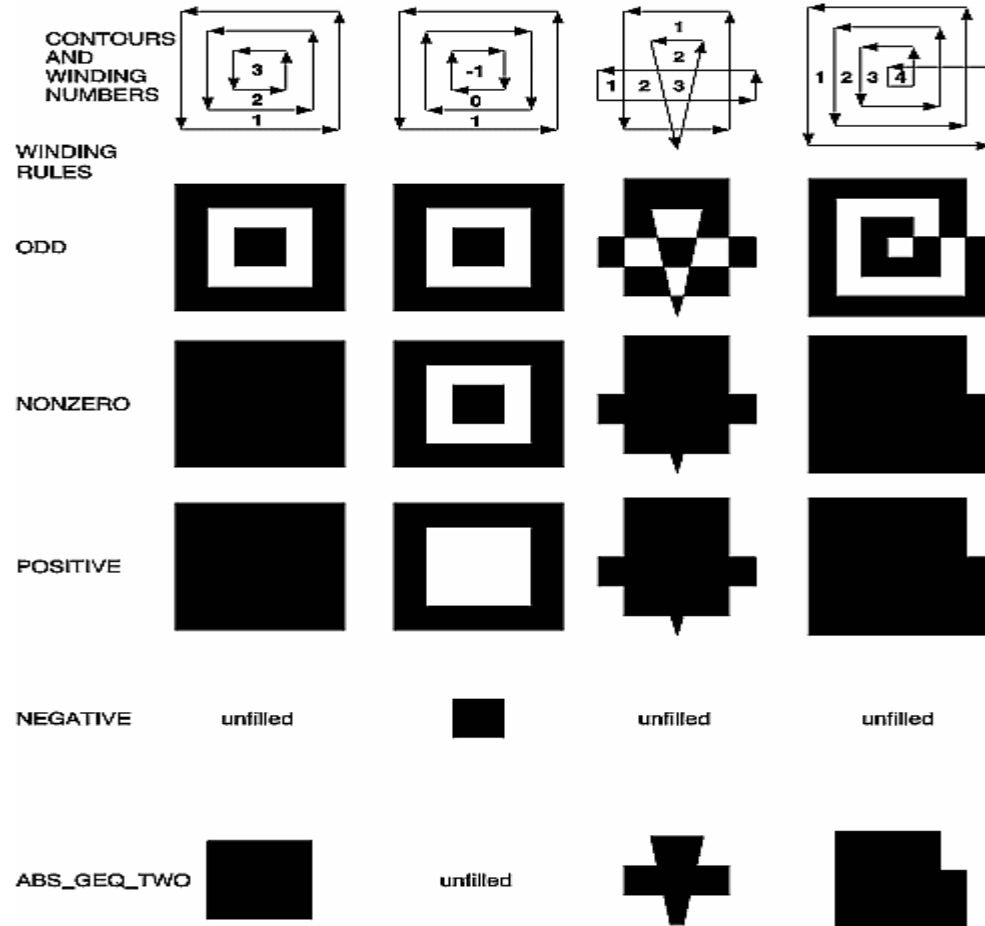 CONTOURS
AND
WINDING
NUMBERS
3
2
1
-1
0
1
1
2
1 2 3
1 2 3 4
WINDING
RULES
ODD
NONZERO
POSITIVE
NEGATIVE unfilled unfilled unfilled
ABS_GEQ_TWO unfilled